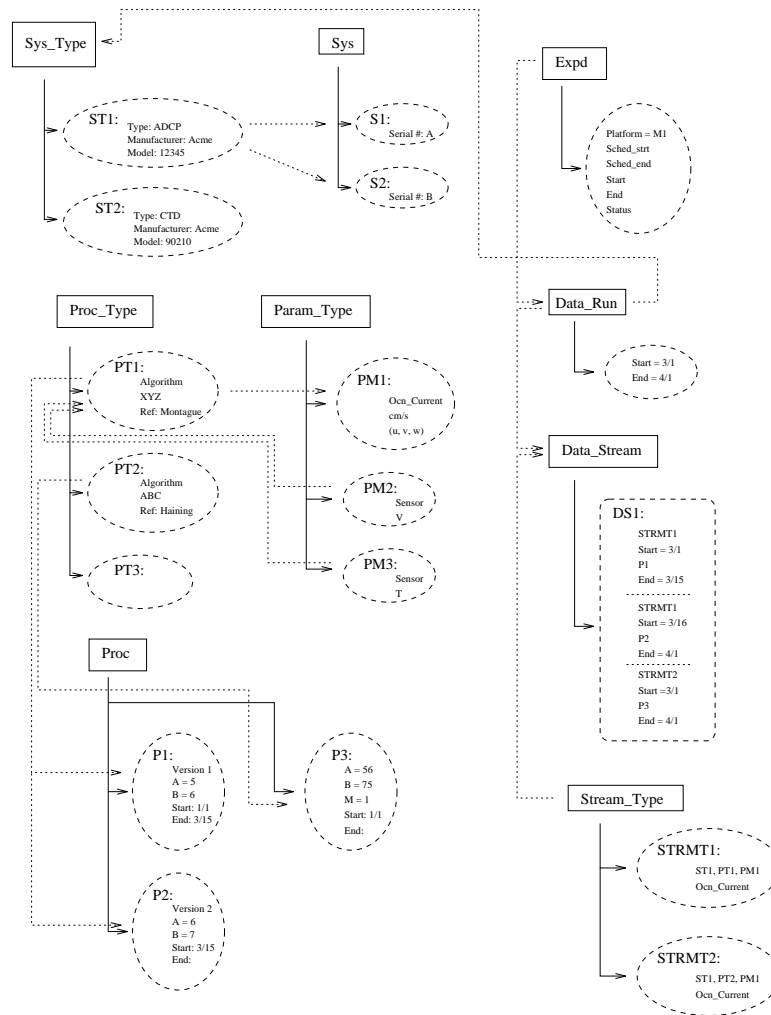 Sys_Type
Sys
Expd
ST1:
Type: ADCP
Manufacturer: Acme
Model: 12345
S1:
Serial #: A
S2:
Serial #: B
ST2:
Type: CTD
Manufacturer: Acme
Model: 90210
Platform = M1
Sched_strt
Sched_end
Start
End
Status
Proc_Type
Param_Type
Data_Run
PT1:
Algorithm
XYZ
Ref: Montague
PM1:
Ocn_Current
cm/s
(u, v, w)
Start = 3/1
End = 4/1
PT2:
Algorithm
ABC
Ref: Haining
PM2:
Sensor
V
PT3:
PM3:
Sensor
T
Data_Stream
DS1:
STRMT1
Start = 3/1
P1
End = 3/15
STRMT1
Start = 3/16
P2
End = 4/1
STRMT2
Start =3/1
P3
End = 4/1
Proc
P1:
Version 1
A = 5
B = 6
Start: 1/1
End: 3/15
P3:
A = 56
B = 75
M = 1
Start: 1/1
End:
P2:
Version 2
A = 6
B = 7
Start: 3/15
End:
Stream_Type
STRMT1:
ST1, PT1, PM1
Ocn_Current
STRMT2:
ST1, PT2, PM1
Ocn_Current